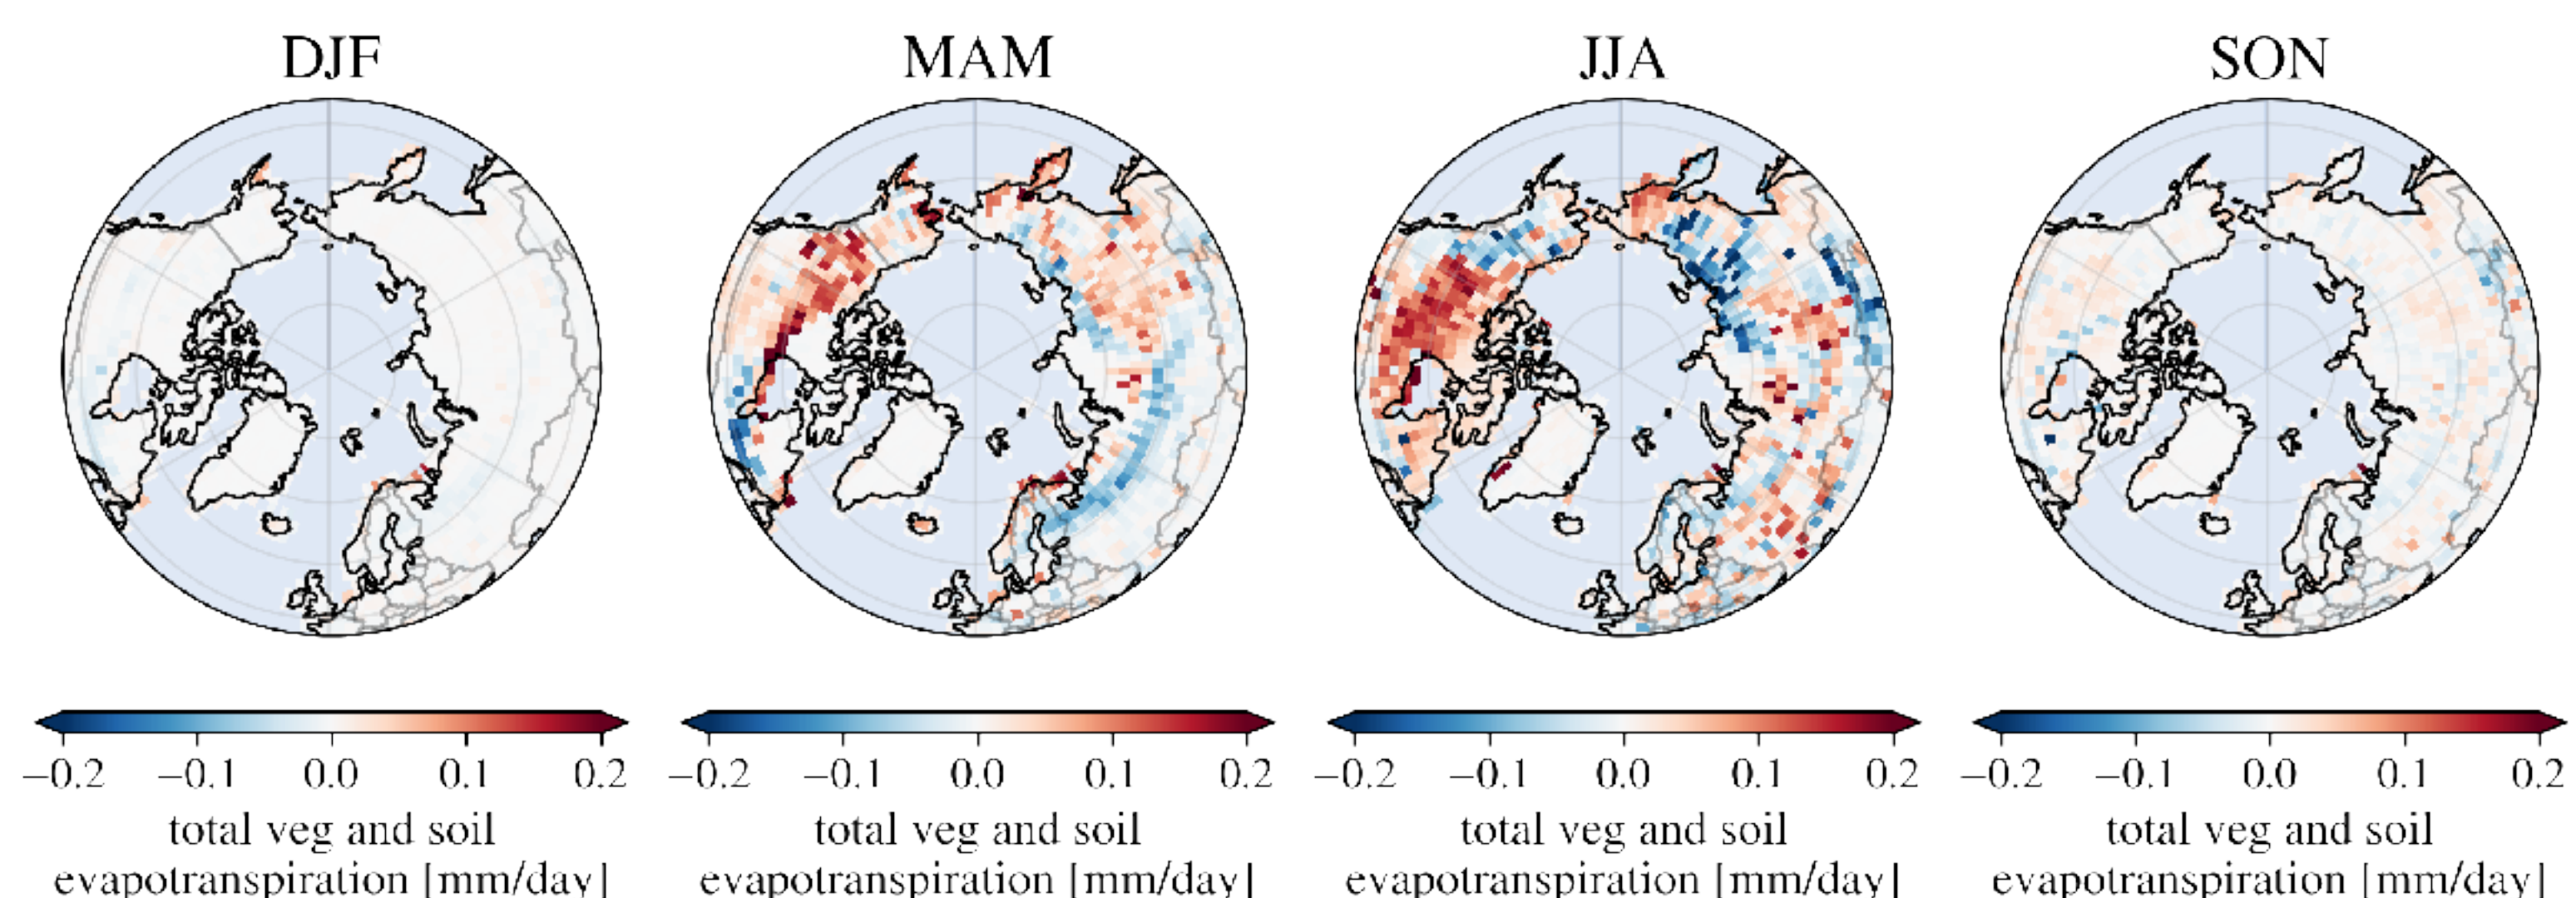 DJF MAM JJA SON
−0.2 −0.1 0.0 0.1 0.2 −0.2 −0.1 0.0 0.1 0.2 −0.2 −0.1 0.0 0.1 0.2 −0.2 −0.1 0.0 0.1 0.2
total veg and soil total veg and soil total veg and soil total veg and soil
evapotranspiration [mm/day] evapotranspiration [mm/day] evapotranspiration [mm/day] evapotranspiration [mm/day]